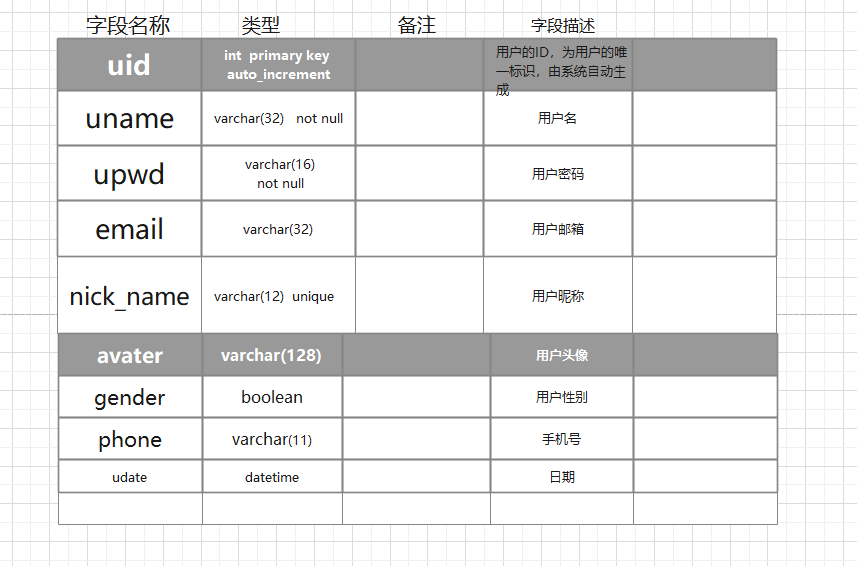 字段名称 类型 备注 字段描述
uid int primary key 用户的ID，为用户的唯
auto_increment 一标识，由系统自动生
成
uname varchar(32) not null 用户名
upwd varchar(16) 用户密码
not null
email varchar(32) 用户邮箱
nick_name varchar(12) unique 用户昵称
avater varchar(128) 用户头像
gender boolean 用户性别
phone varchar(11) 手机号
udate datetime 日期